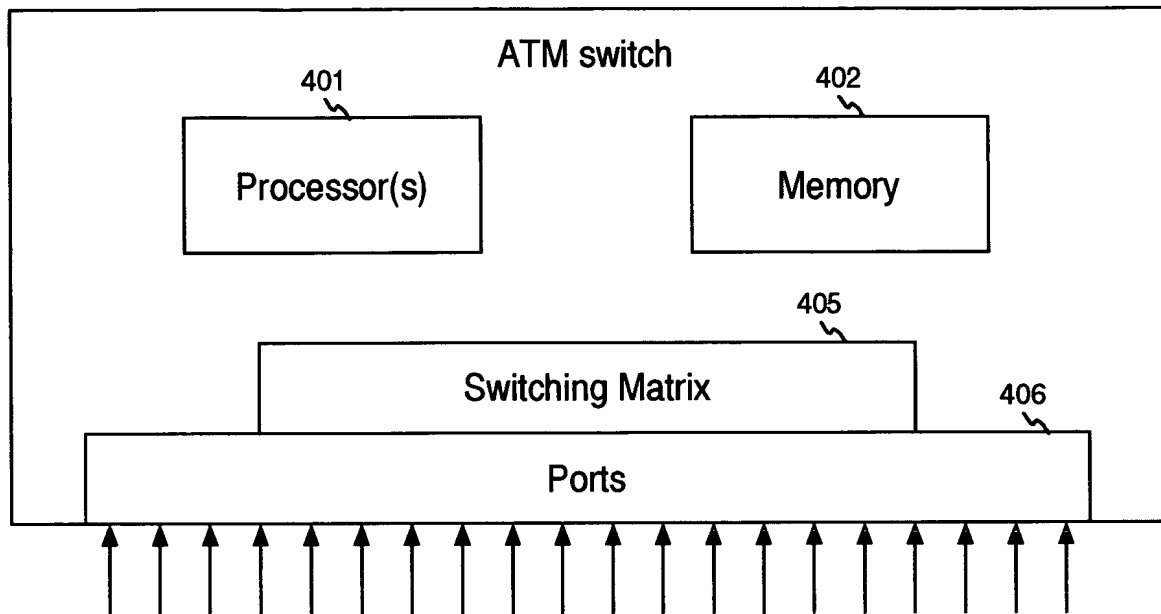 ATM switch
401
402
Processor(s)
Memory
405
Switching Matrix
406
Ports